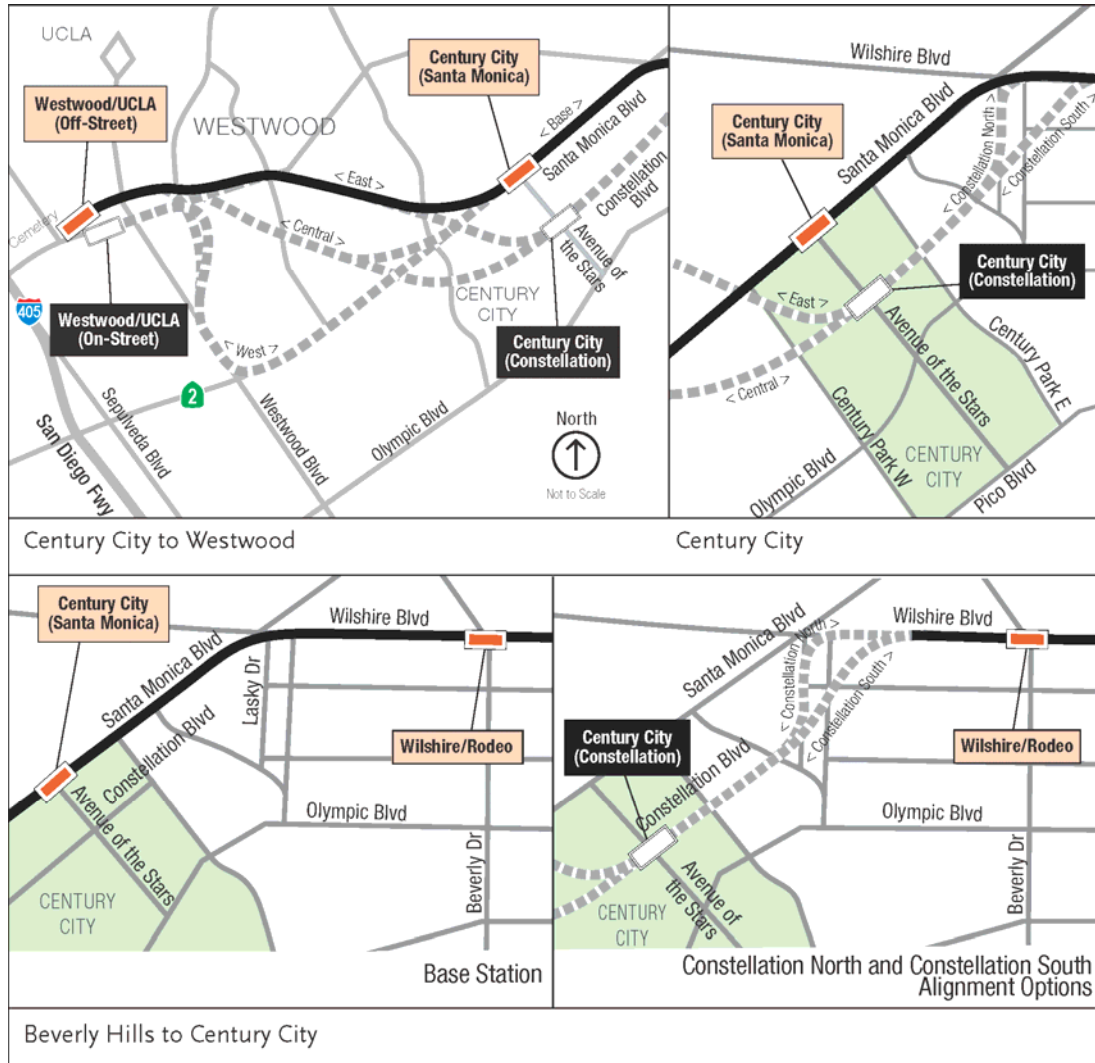 UCLA
Westwood/UCLA
(Off-Street)
WESTWOOD
Century City
(Santa Monica)
< Base >
Santa Monica Blvd
Constellation
Blvd
< East >
< Central >
Cemetery
Avenue of
the Stars
CENTURY
CITY
405
Westwood/UCLA
(On-Street)
Century City
(Constellation)
< West >
2
San Diego Fwy
Sepulveda Blvd
Westwood Blvd
Olympic Blvd
North
Not to Scale
Century City to Westwood
Wilshire Blvd
Santa Monica Blvd
Century City
(Santa Monica)
< Constellation North >
< Constellation South >
Century City
(Constellation)
< East >
< Central >
Avenue of the Stars
Century Park E
Century Park W
CENTURY
CITY
Olympic Blvd
Pico Blvd
Century City
Century City
(Santa Monica)
Wilshire Blvd
Santa Monica Blvd
Lasky Dr
Constellation Blvd
Wilshire/Rodeo
Avenue of the Stars
Olympic Blvd
Beverly Dr
CENTURY
CITY
Base Station
Santa Monica Blvd
Wilshire Blvd
< Constellation North >
< Constellation South >
Century City
(Constellation)
Wilshire/Rodeo
Constellation Blvd
Olympic Blvd
Avenue of
the Stars
Beverly Dr
CENTURY
CITY
Constellation North and Constellation South
Alignment Options
Beverly Hills to Century City